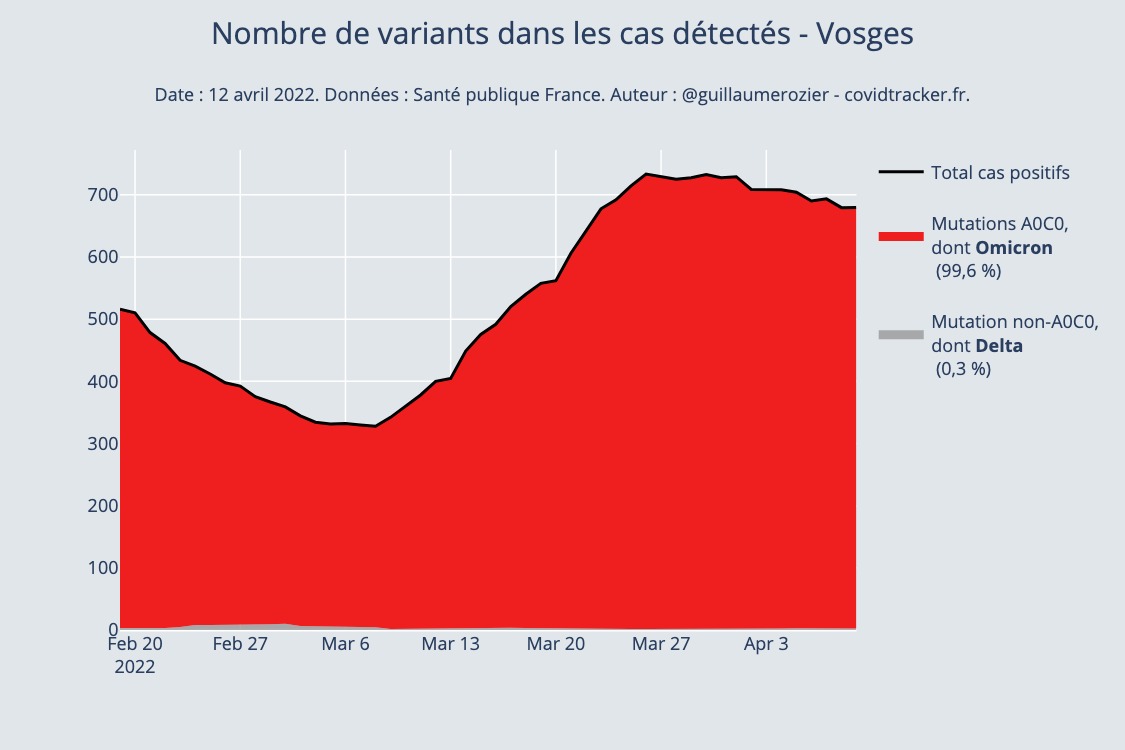 Nombre de variants dans les cas détectés - Vosges
Date : 12 avril 2022. Données : Santé publique France. Auteur : @guillaumerozier - covidtracker.fr.
700
600
500
400
300
200
100
0
Feb 20
2022
Feb 27
Mar 6
Mar 13
Mar 20
Mar 27
Apr 3
Total cas positifs
Mutations A0C0,
dont Omicron
(99,6 %)
Mutation non-A0C0,
dont Delta
(0,3 %)